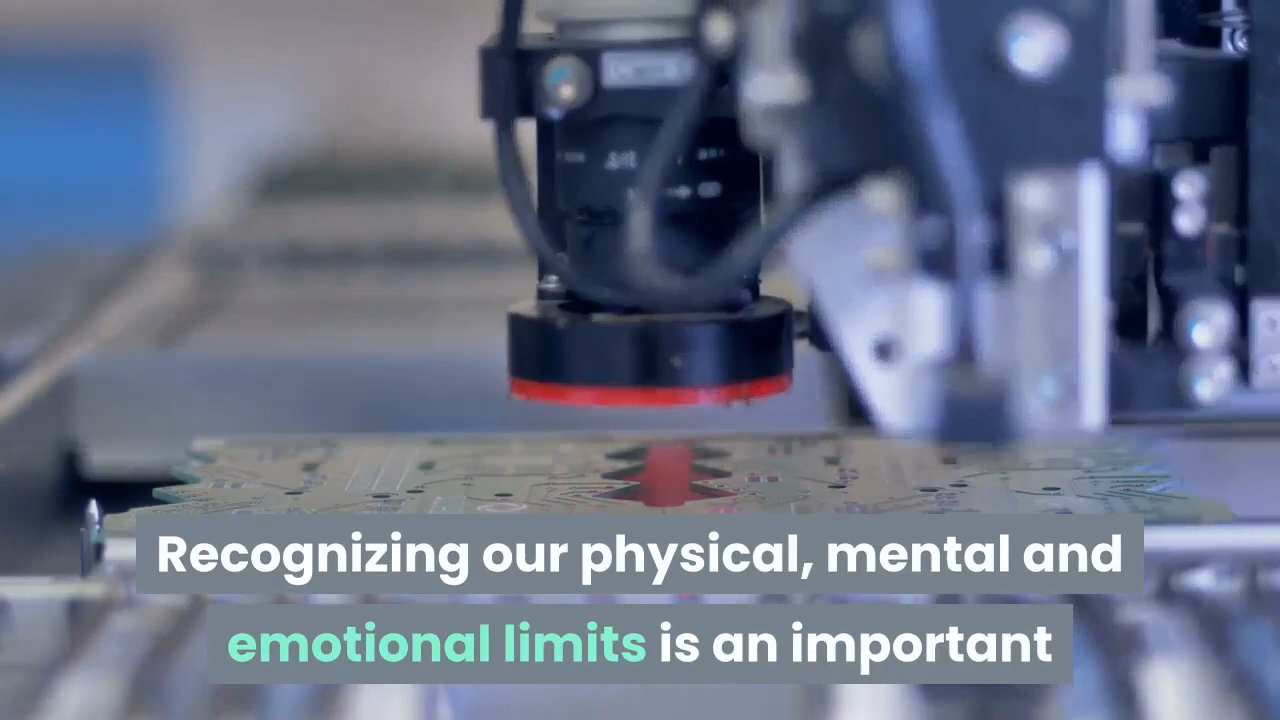 Recognizing our physical, mental and
emotional limits is an important